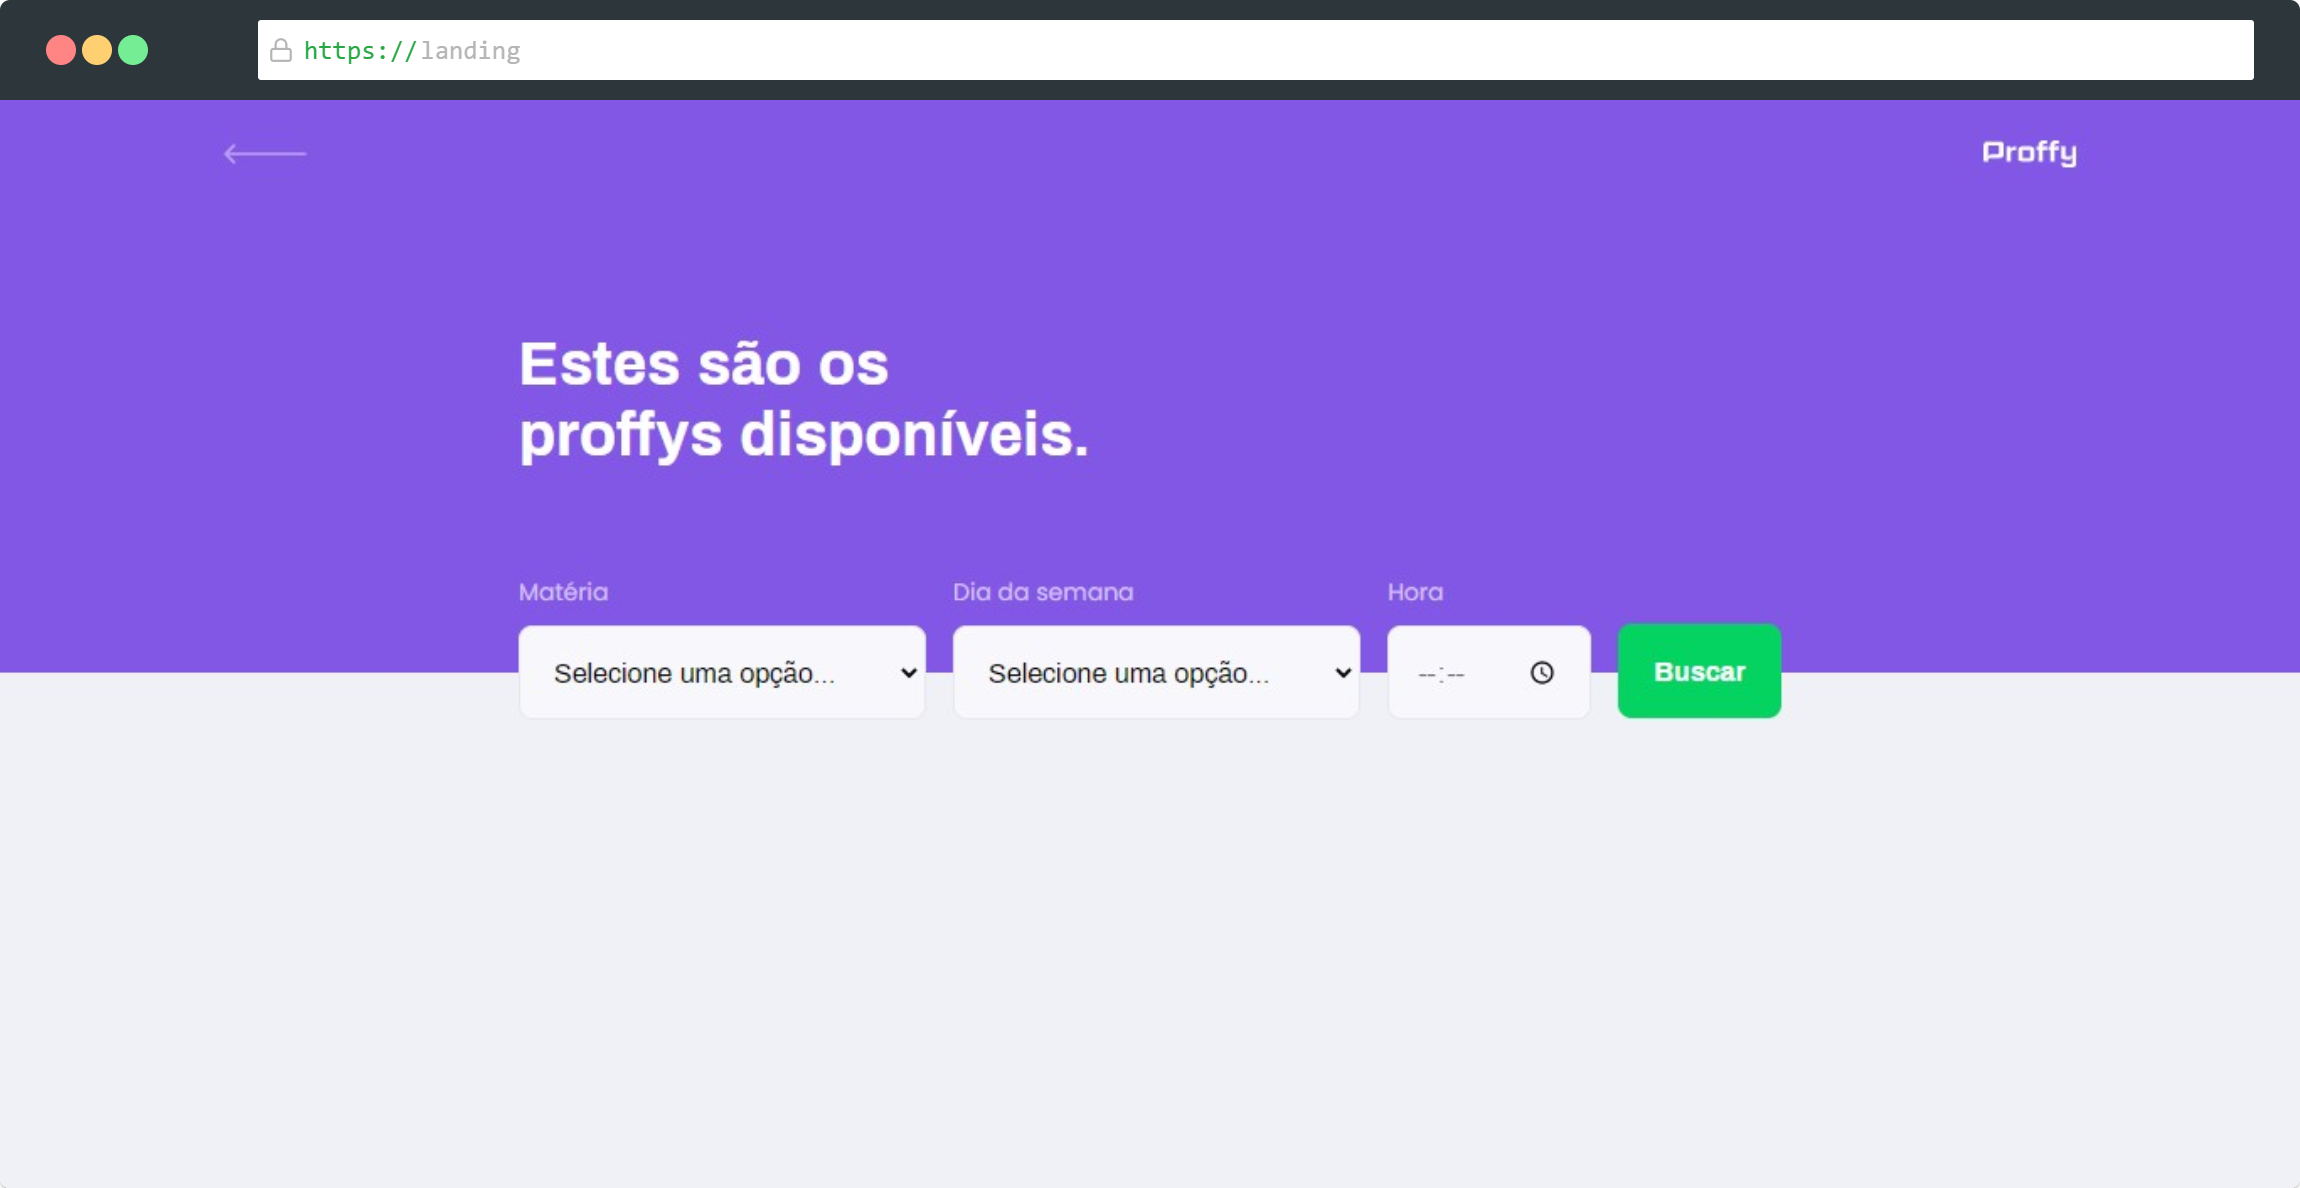 https://landing
Proffy
Estes são os
proffys disponíveis.
Matéria
Dia da semana
Hora
Selecione uma opção...
Selecione uma opção...
--:--
Buscar